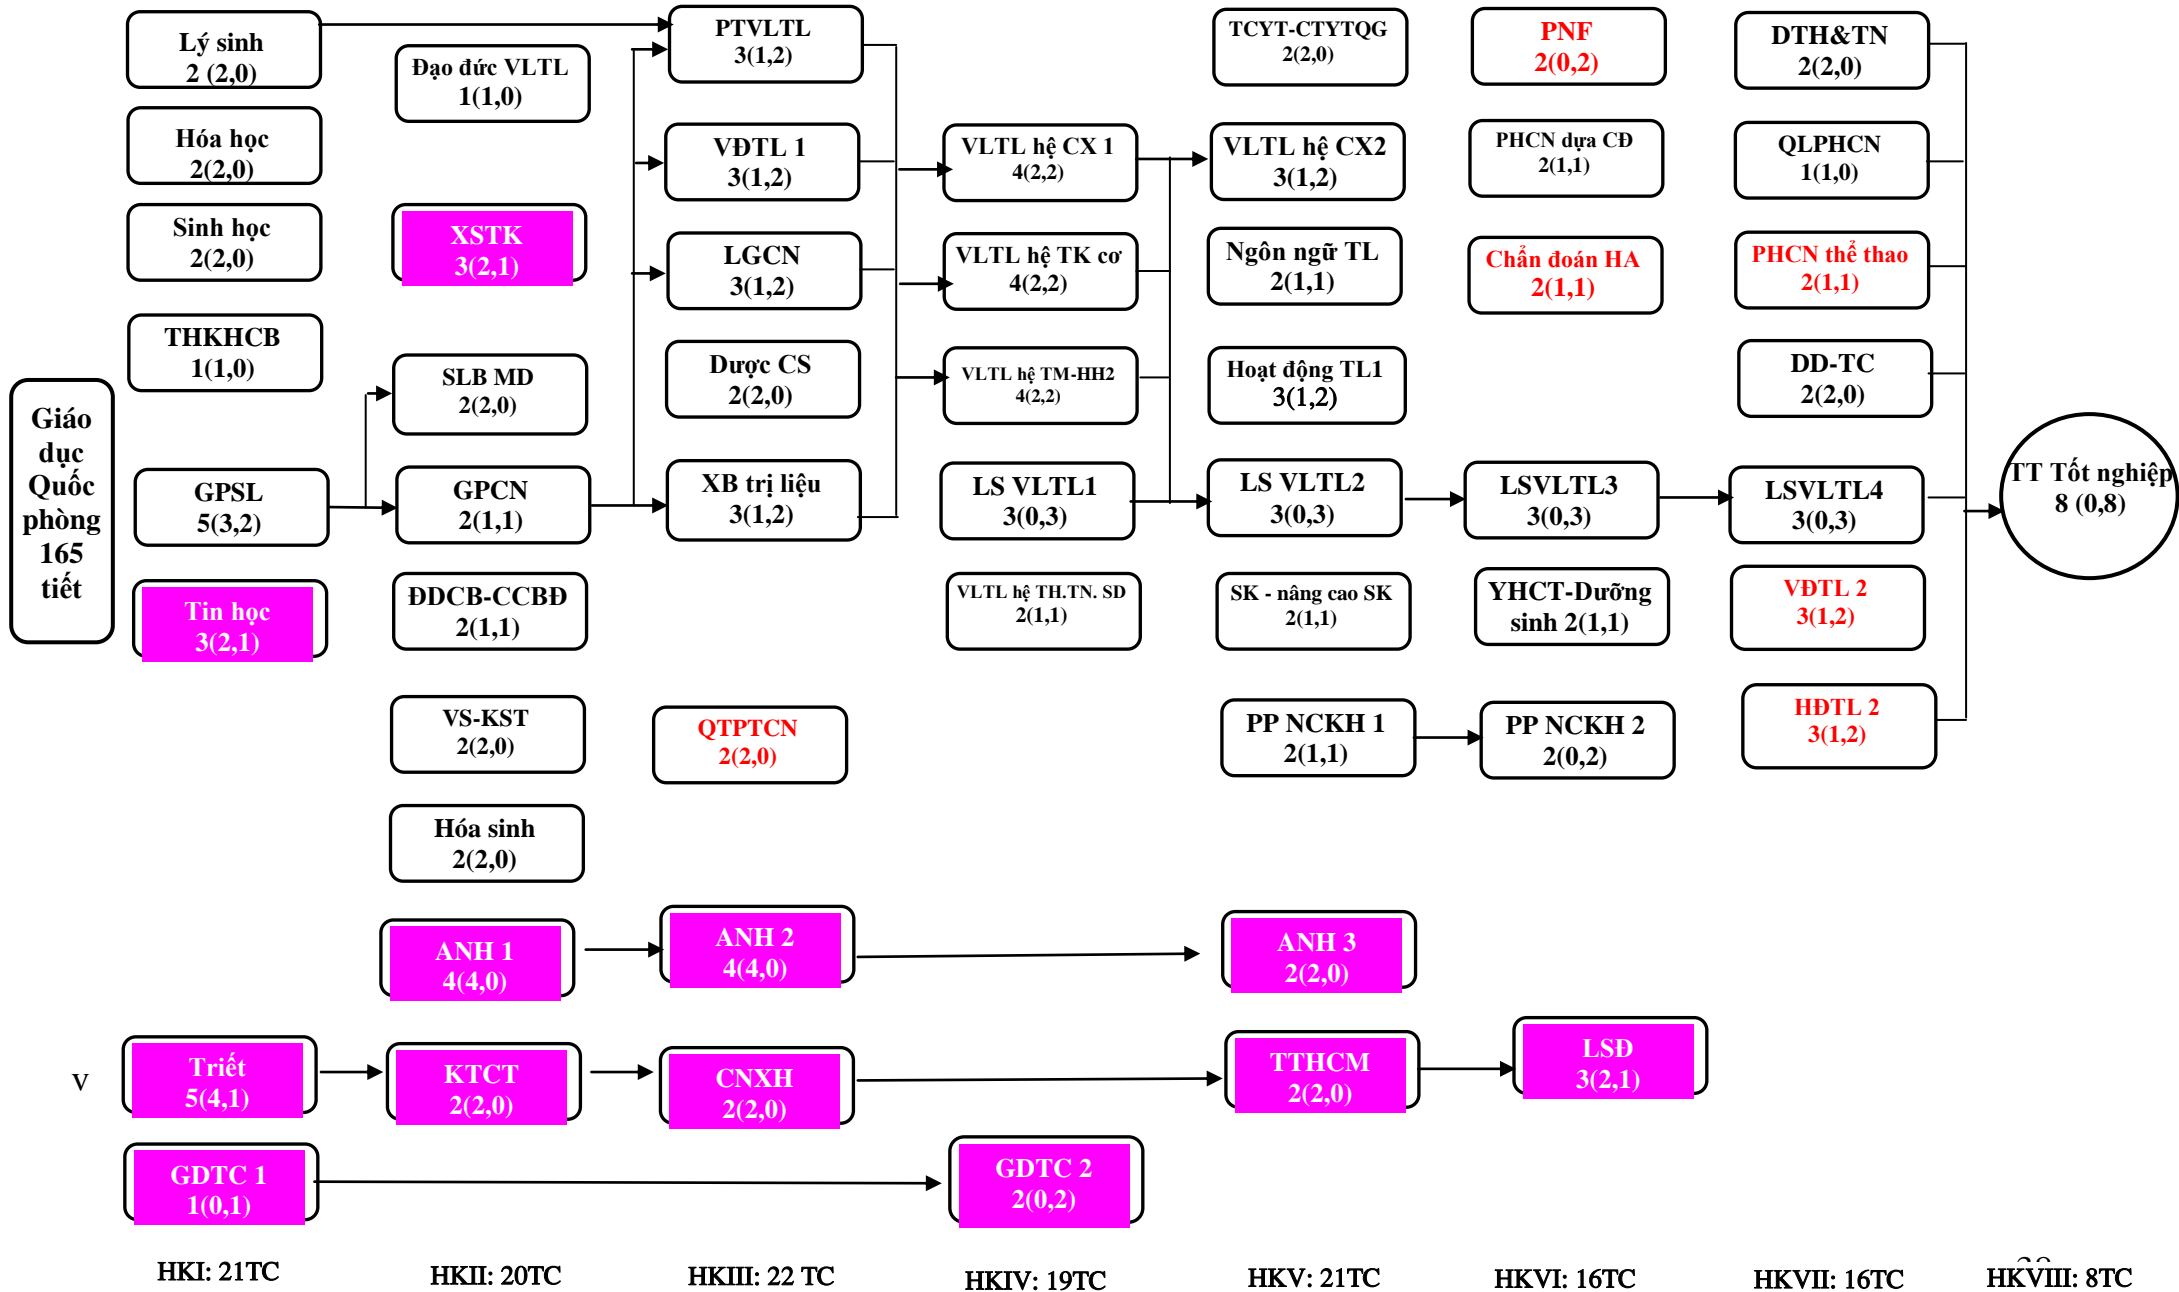 Giáo
dục
Quốc
phòng
165
tiết
Lý sinh
2 (2,0)
Hóa học
2(2,0)
Sinh học
2(2,0)
THKHCB
1(1,0)
GPSL
5(3,2)
Tin học
3(2,1)
v
Triết
5(4,1)
GDTC 1
1(0,1)
HKI: 21TC
Đạo đức VLTL
1(1,0)
XSTK
3(2,1)
SLB MD
2(2,0)
GPCN
2(1,1)
ĐDCB-CCBĐ
2(1,1)
VS-KST
2(2,0)
Hóa sinh
2(2,0)
ANH 1
4(4,0)
KTCT
2(2,0)
HKII: 20TC
PTVLTL
3(1,2)
VĐTL 1
3(1,2)
LGCN
3(1,2)
Dược CS
2(2,0)
XB trị liệu
3(1,2)
QTPTCN
2(2,0)
ANH 2
4(4,0)
CNXH
2(2,0)
HKIII: 22 TC
VLTL hệ CX 1
4(2,2)
VLTL hệ TK cơ
4(2,2)
VLTL hệ TM-HH2
4(2,2)
LS VLTL1
3(0,3)
VLTL hệ TH.TN. SD
2(1,1)
GDTC 2
2(0,2)
HKIV: 19TC
TCYT-CTYTQG
2(2,0)
VLTL hệ CX2
3(1,2)
Ngôn ngữ TL
2(1,1)
Hoạt động TL1
3(1,2)
LS VLTL2
3(0,3)
SK - nâng cao SK
2(1,1)
PP NCKH 1
2(1,1)
ANH 3
2(2,0)
TTHCM
2(2,0)
HKV: 21TC
PNF
2(0,2)
PHCN dựa CĐ
2(1,1)
Chẩn đoán HA
2(1,1)
LSVLTL3
3(0,3)
YHCT-Dưỡng
sinh 2(1,1)
PP NCKH 2
2(0,2)
LSĐ
3(2,1)
HKVI: 16TC
DTH&TN
2(2,0)
QLPHCN
1(1,0)
PHCN thể thao
2(1,1)
DD-TC
2(2,0)
LSVLTL4
3(0,3)
VĐTL 2
3(1,2)
HĐTL 2
3(1,2)
HKVII: 16TC
TT Tốt nghiệp
8 (0,8)
HKVIII: 8TC